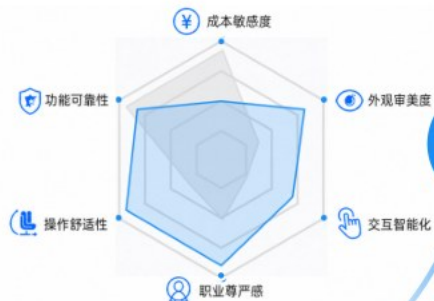 ¥ 成本敏感度
功能可靠性
外观审美度
操作舒适性
交互智能化
职业尊严感